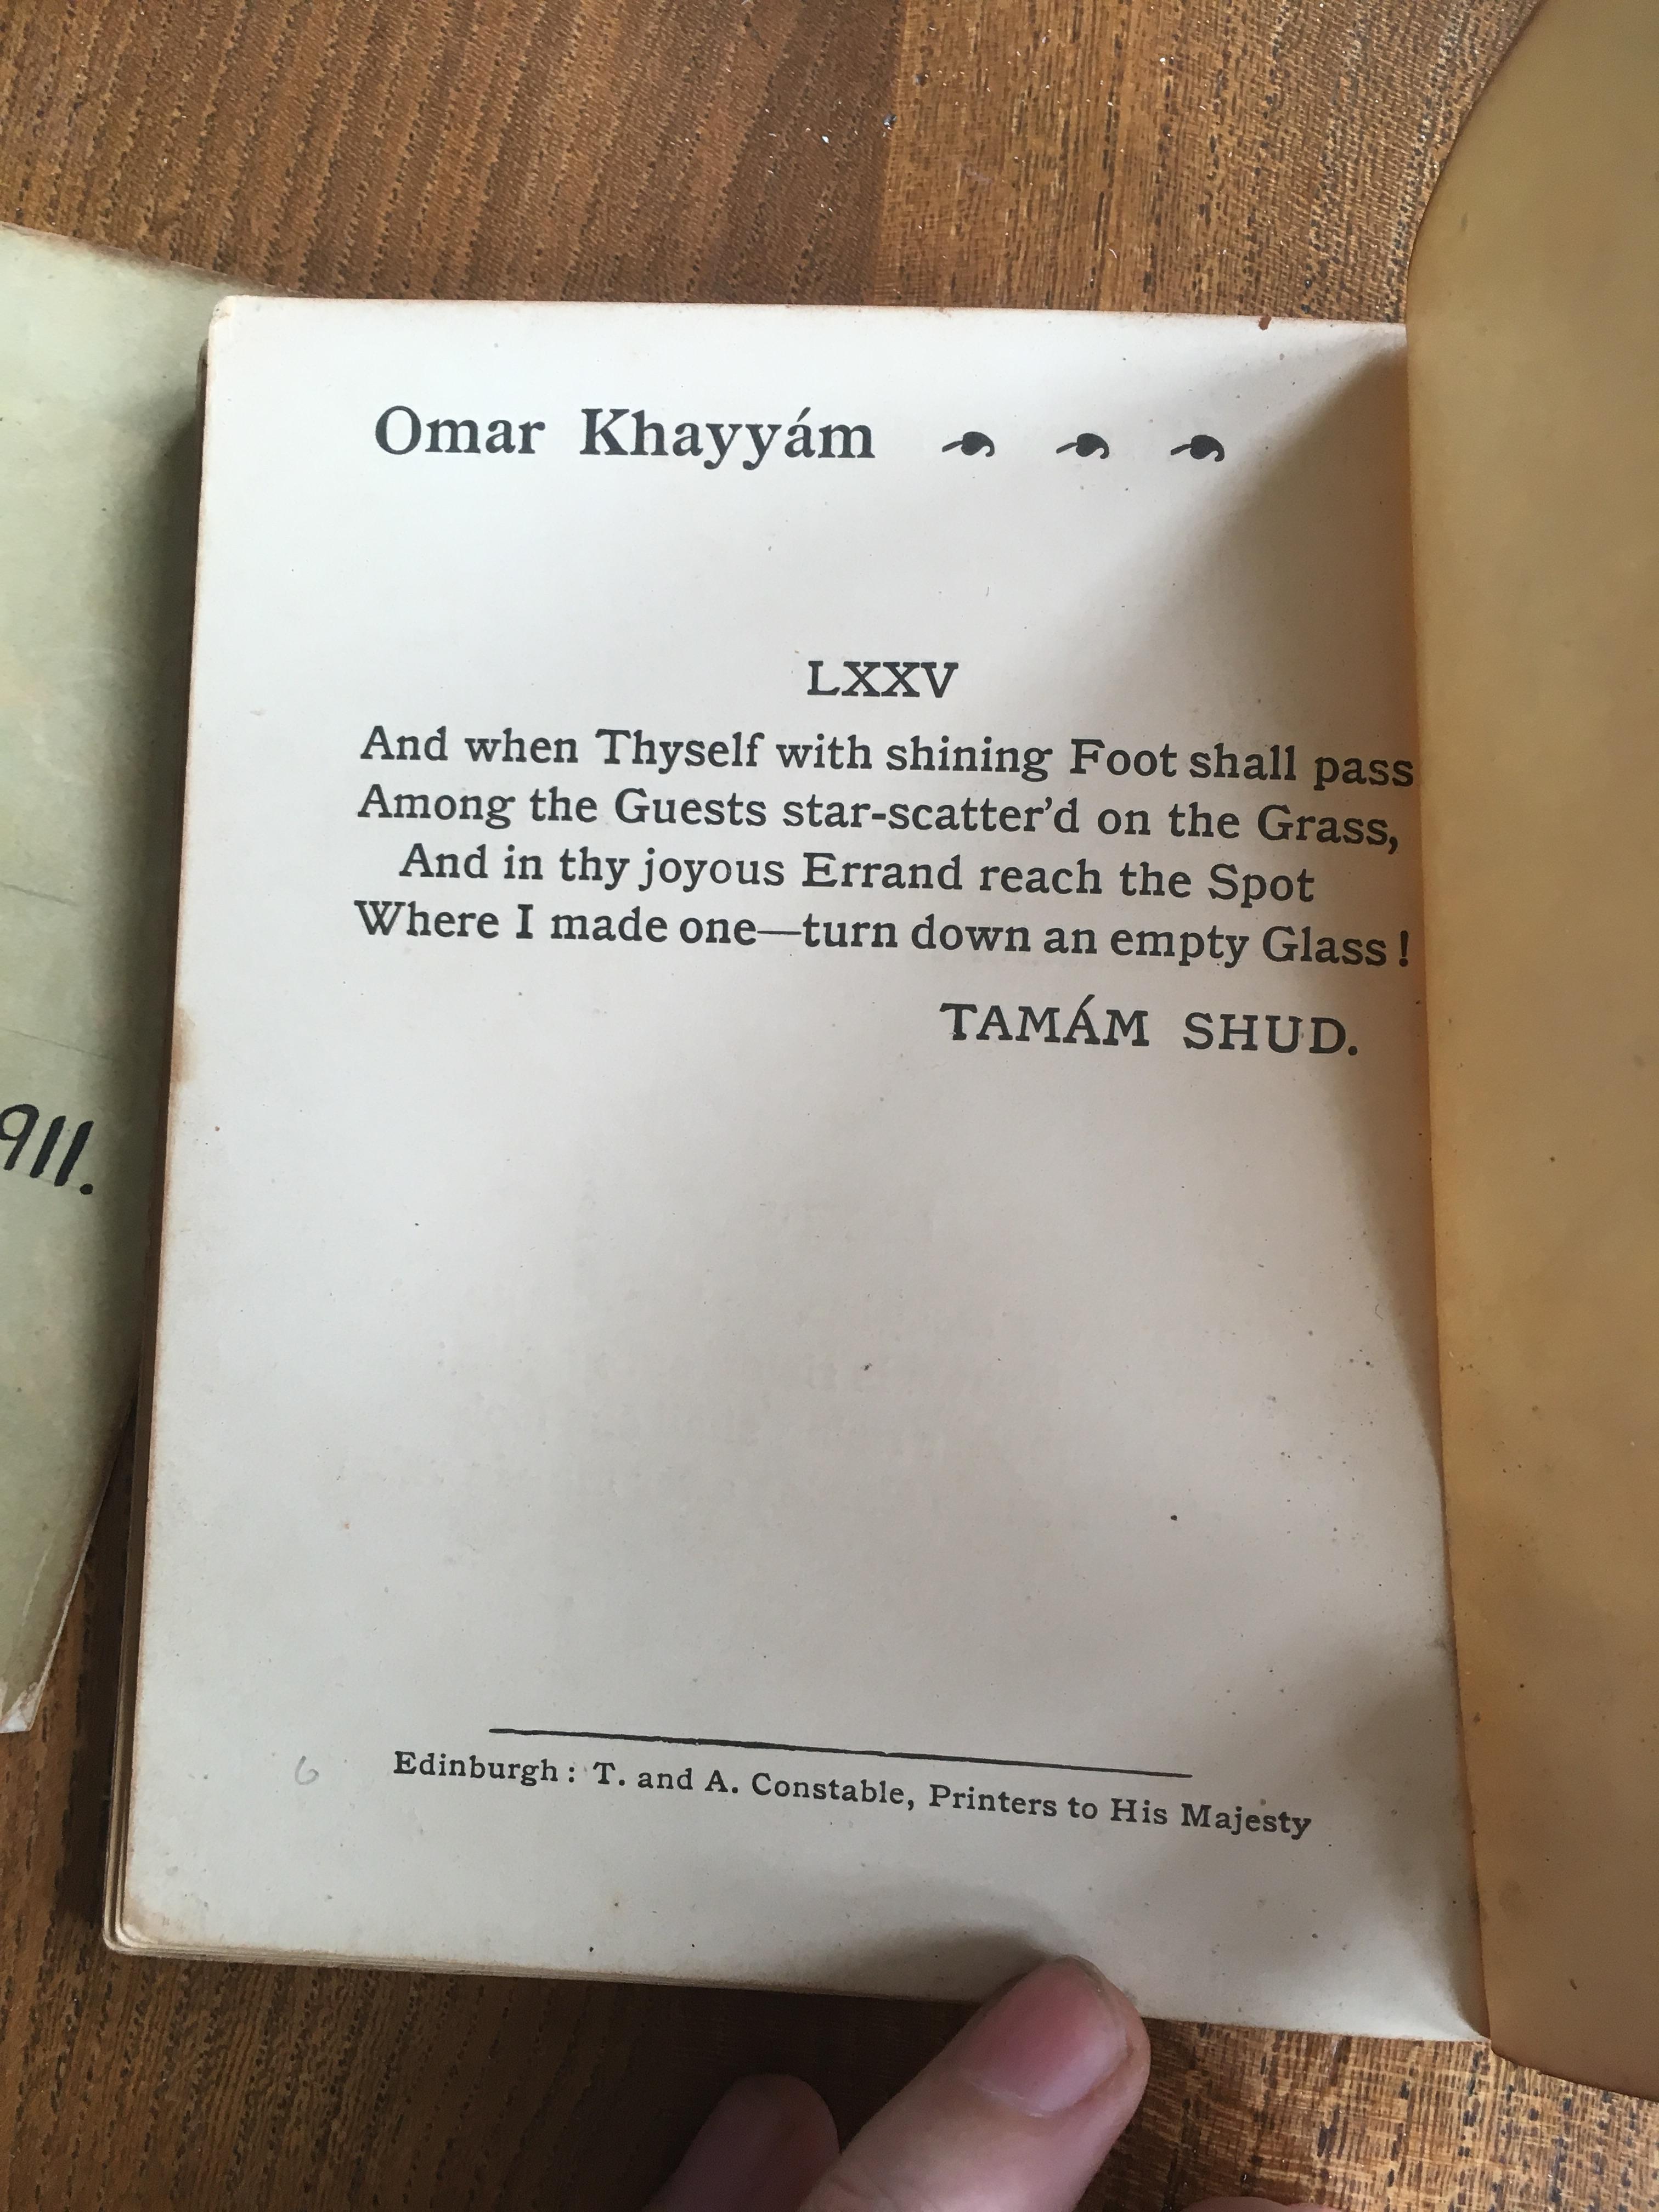 Omar Khayyám
LXXV
And when Thyself with shining Foot shall pass
Among the Guests star-scatter'd on the Grass,
And in thy joyous Errand reach the Spot
Where I made one—turn down an empty Glass!
TAMÁM SHUD.
911.
6
Edinburgh: T. and A. Constable, Printers to His Majesty